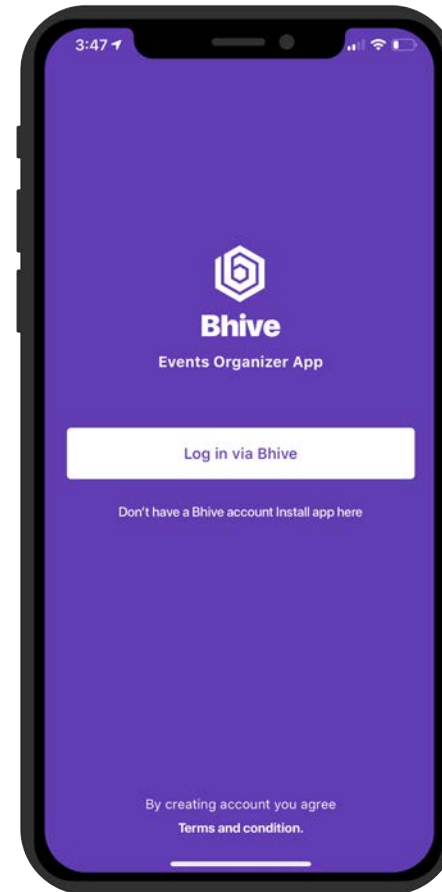 3:47
Bhive
Events Organizer App
Log in via Bhive
Don't have a Bhive account Install app here
By creating account you agree
Terms and condition.